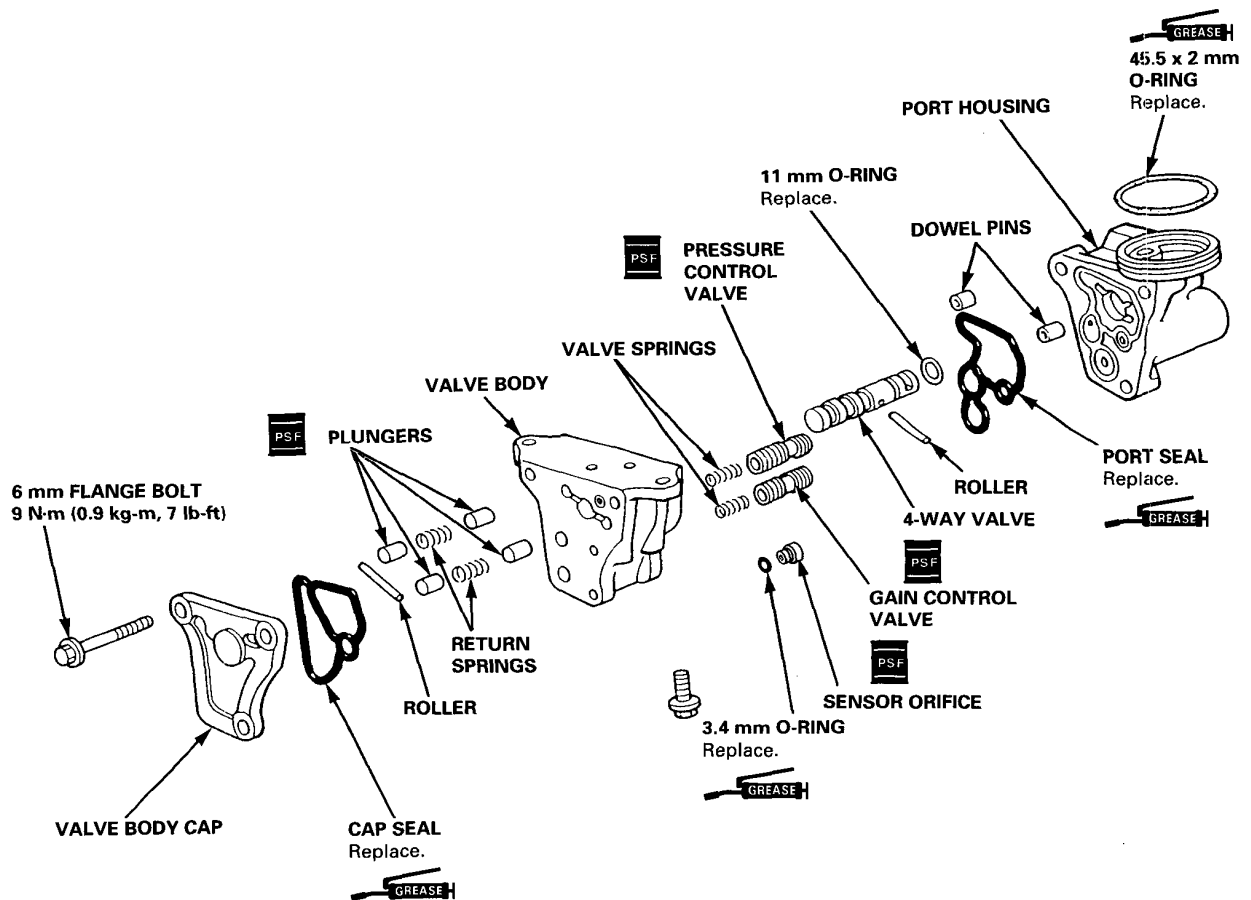 GREASE
45.5 x 2 mm
O-RING
Replace.
PORT HOUSING
11 mm O-RING
Replace.
DOWEL PINS
PSF
PRESSURE
CONTROL
VALVE
VALVE SPRINGS
VALVE BODY
PSF
PLUNGERS
6 mm FLANGE BOLT
9 N·m (0.9 kg-m, 7 lb-ft)
PORT SEAL
Replace.
GREASE
ROLLER
4-WAY VALVE
PSF
GAIN CONTROL
VALVE
PSF
RETURN
SPRINGS
ROLLER
SENSOR ORIFICE
3.4 mm O-RING
Replace.
GREASE
VALVE BODY CAP
CAP SEAL
Replace.
GREASE